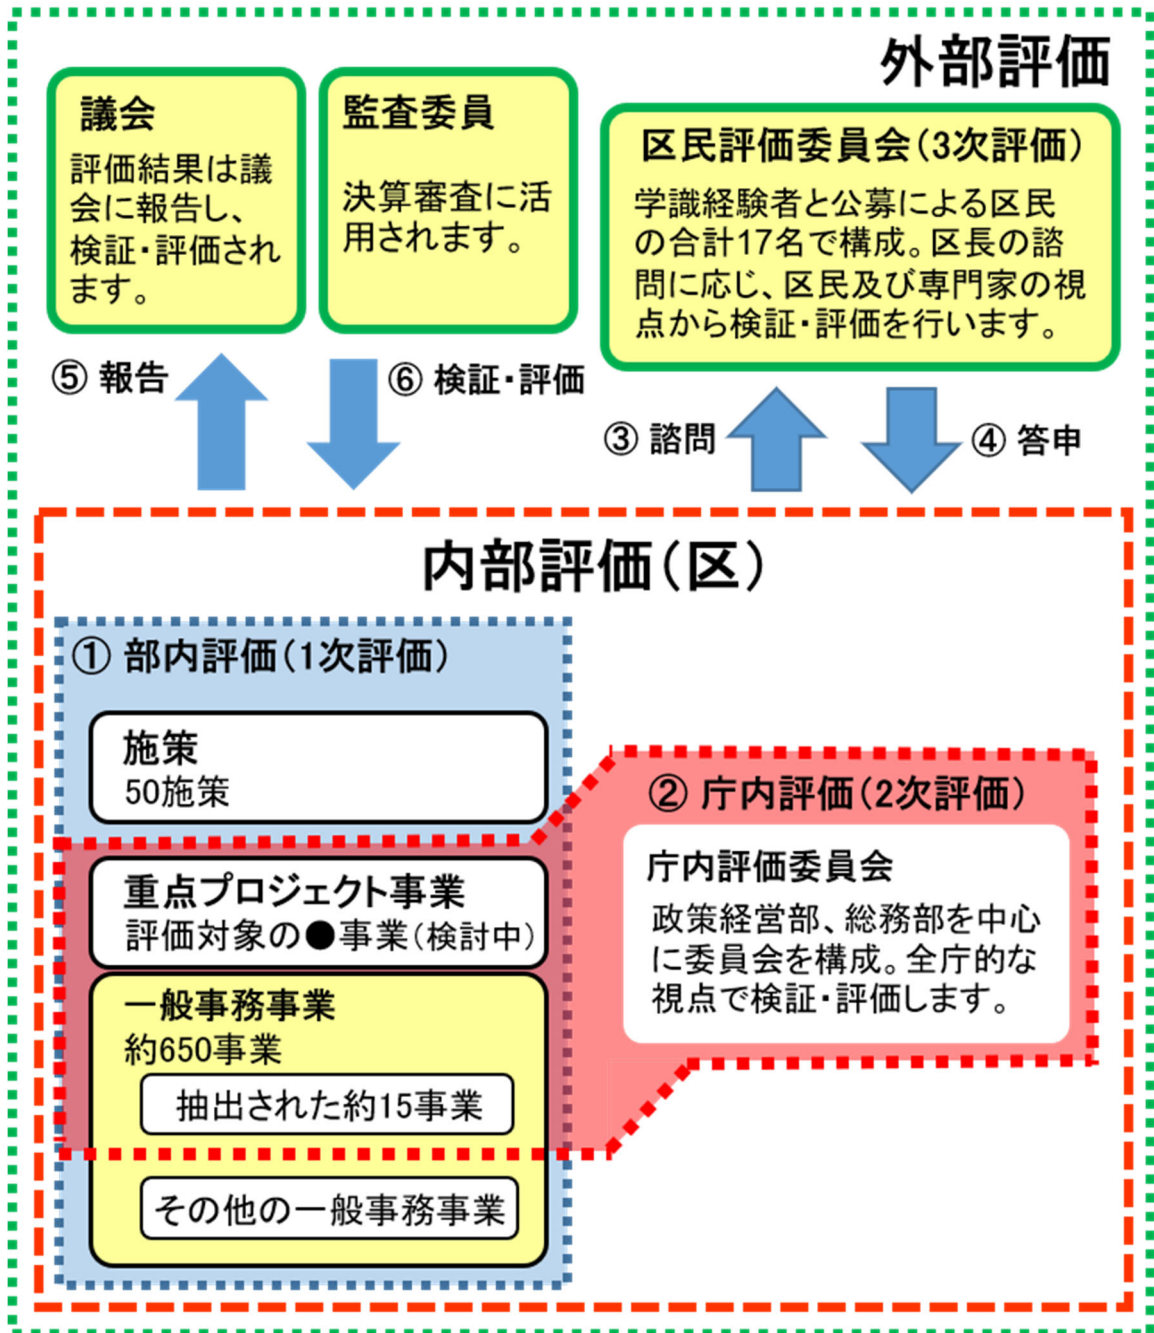 外部評価
議会
評価結果は議
会に報告し、
検証・評価され
ます。
監査委員
決算審査に活
用されます。
区民評価委員会(3次評価)
学識経験者と公募による区民
の合計17名で構成。区長の諮
問に応じ、区民及び専門家の視
点から検証・評価を行います。
⑤ 報告
⑥ 検証・評価
③ 諮問
④ 答申
内部評価(区)
① 部内評価(1次評価)
施策
50施策
重点プロジェクト事業
評価対象の●事業(検討中)
一般事務事業
約650事業
抽出された約15事業
その他の一般事務事業
② 庁内評価(2次評価)
庁内評価委員会
政策経営部、総務部を中心
に委員会を構成。全庁的な
視点で検証・評価します。